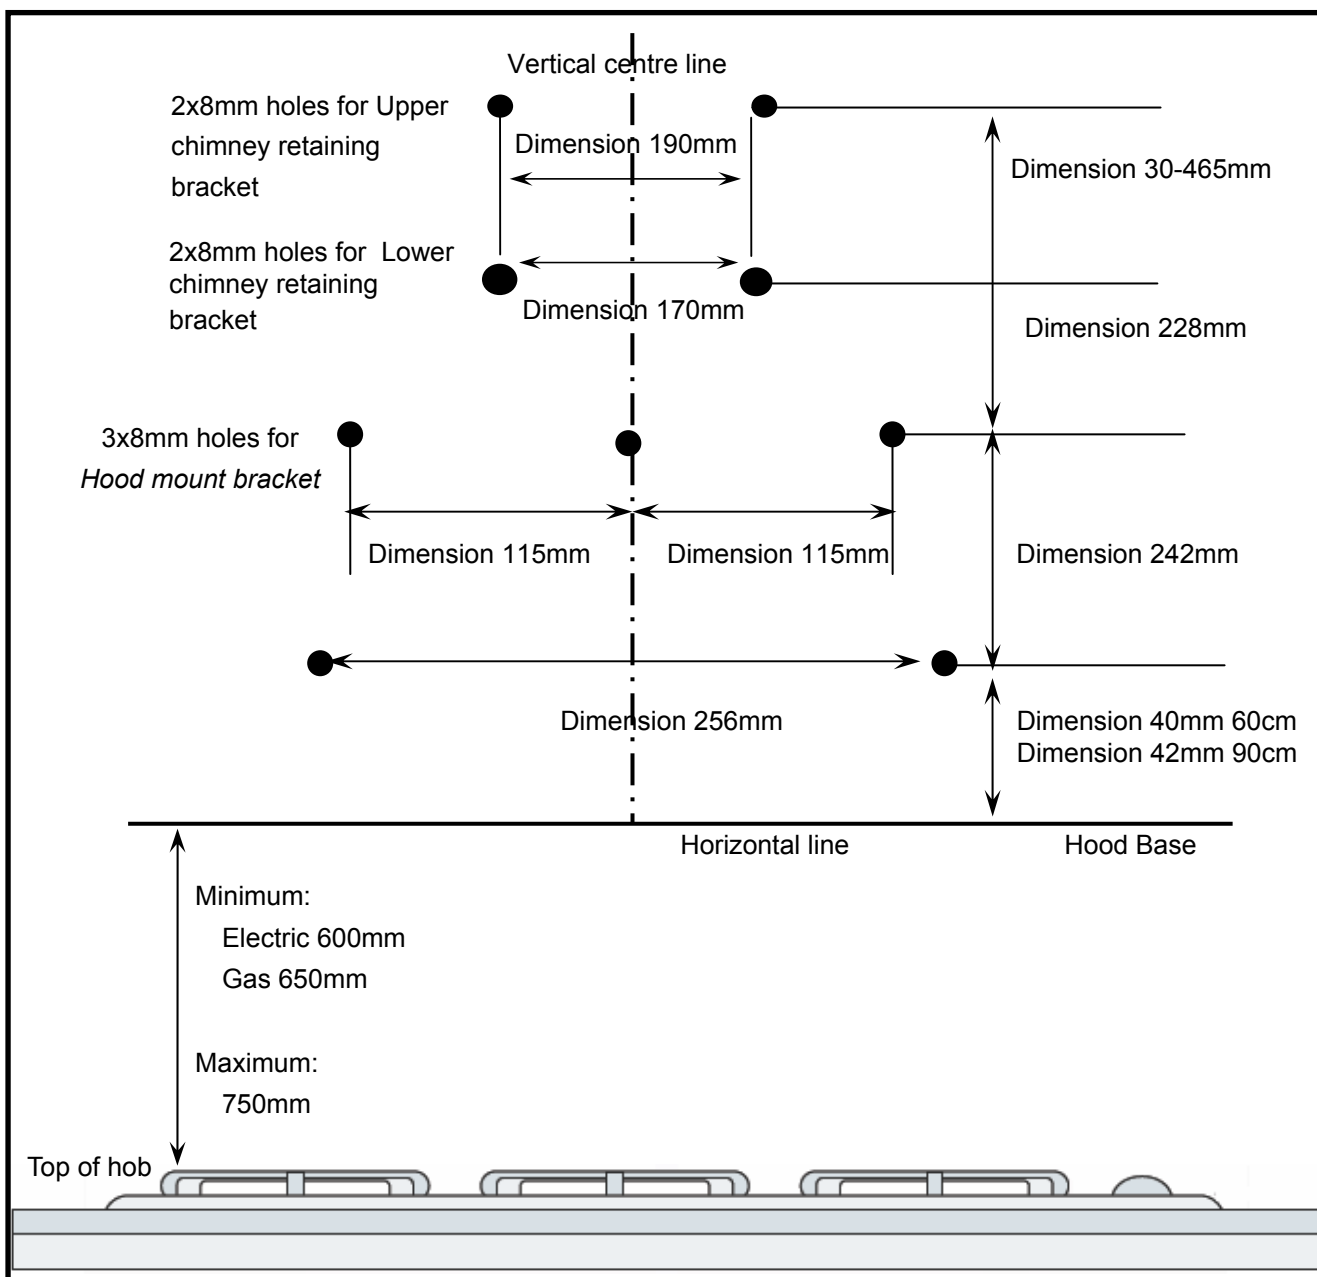 Vertical centre line
2x8mm holes for Upper
chimney retaining
bracket
Dimension 190mm
Dimension 30-465mm
2x8mm holes for Lower
chimney retaining
bracket
Dimension 170mm
Dimension 228mm
3x8mm holes for
Hood mount bracket
Dimension 115mm
Dimension 115mm
Dimension 242mm
Dimension 256mm
Dimension 40mm 60cm
Dimension 42mm 90cm
Horizontal line
Hood Base
Minimum:
Electric 600mm
Gas 650mm
Maximum:
750mm
Top of hob